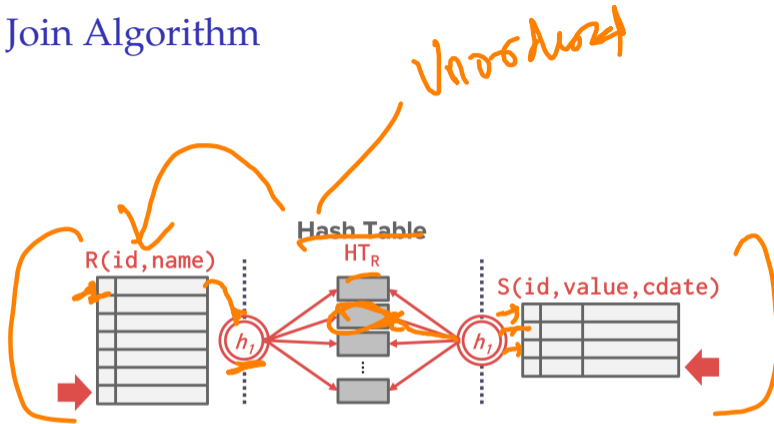 Join Algorithm
Hash Table
HT_R
R(id,name)
S(id,value,cdate)
h₁
h₁